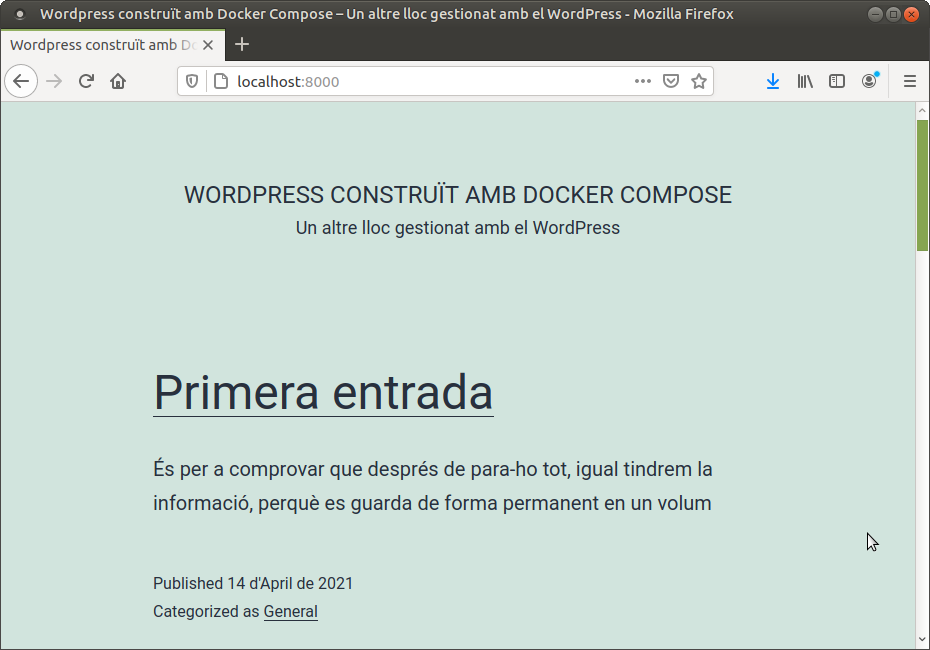 Wordpress construït amb Docker Compose – Un altre lloc gestionat amb el WordPress - Mozilla Firefox
Wordpress construït amb Do
localhost:8000
WORDPRESS CONSTRUÏT AMB DOCKER COMPOSE
Un altre lloc gestionat amb el WordPress
Primera entrada
És per a comprovar que després de para-ho tot, igual tindrem la
informació, perquè es guarda de forma permanent en un volum
Published 14 d'April de 2021
Categorized as General